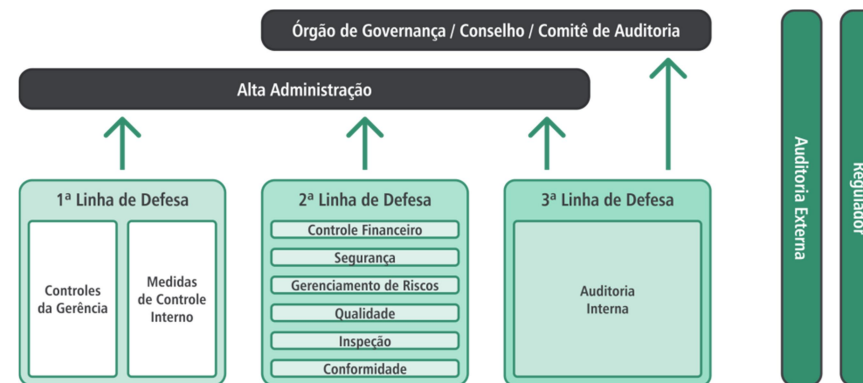 Órgão de Governança / Conselho / Comitê de Auditoria
Alta Administração
1ª Linha de Defesa
Controles
da Gerência
Medidas
de Controle
Interno
2ª Linha de Defesa
Controle Financeiro
Segurança
Gerenciamento de Riscos
Qualidade
Inspeção
Conformidade
3ª Linha de Defesa
Auditoria
Interna
Auditoria Externa
Regulador